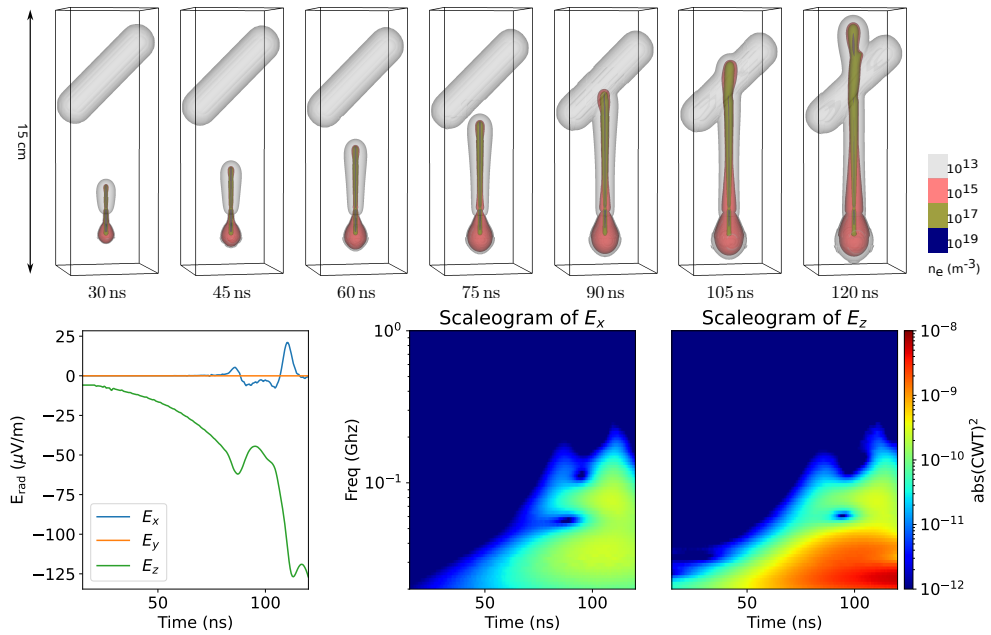 15 cm
10^13
10^15
10^17
10^19
n_e (m^-3)
30 ns
45 ns
60 ns
75 ns
90 ns
105 ns
120 ns
25
0
−25
−50
−75
−100
−125
E_rad (μV/m)
E_x
E_y
E_z
50
100
Time (ns)
Scaleogram of E_x
10^0
10^−1
Freq (Ghz)
50
100
Time (ns)
Scaleogram of E_z
50
100
Time (ns)
10^−8
10^−9
10^−10
10^−11
10^−12
abs(CWT)^2